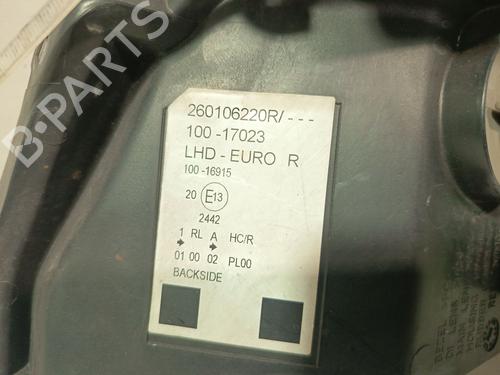 B-PARTS
260106220R/---
100-17023
LHD-EURO R
100-16915
20 E13
2442
1 RL A HC/R
01 00 02 PL00
BACKSIDE